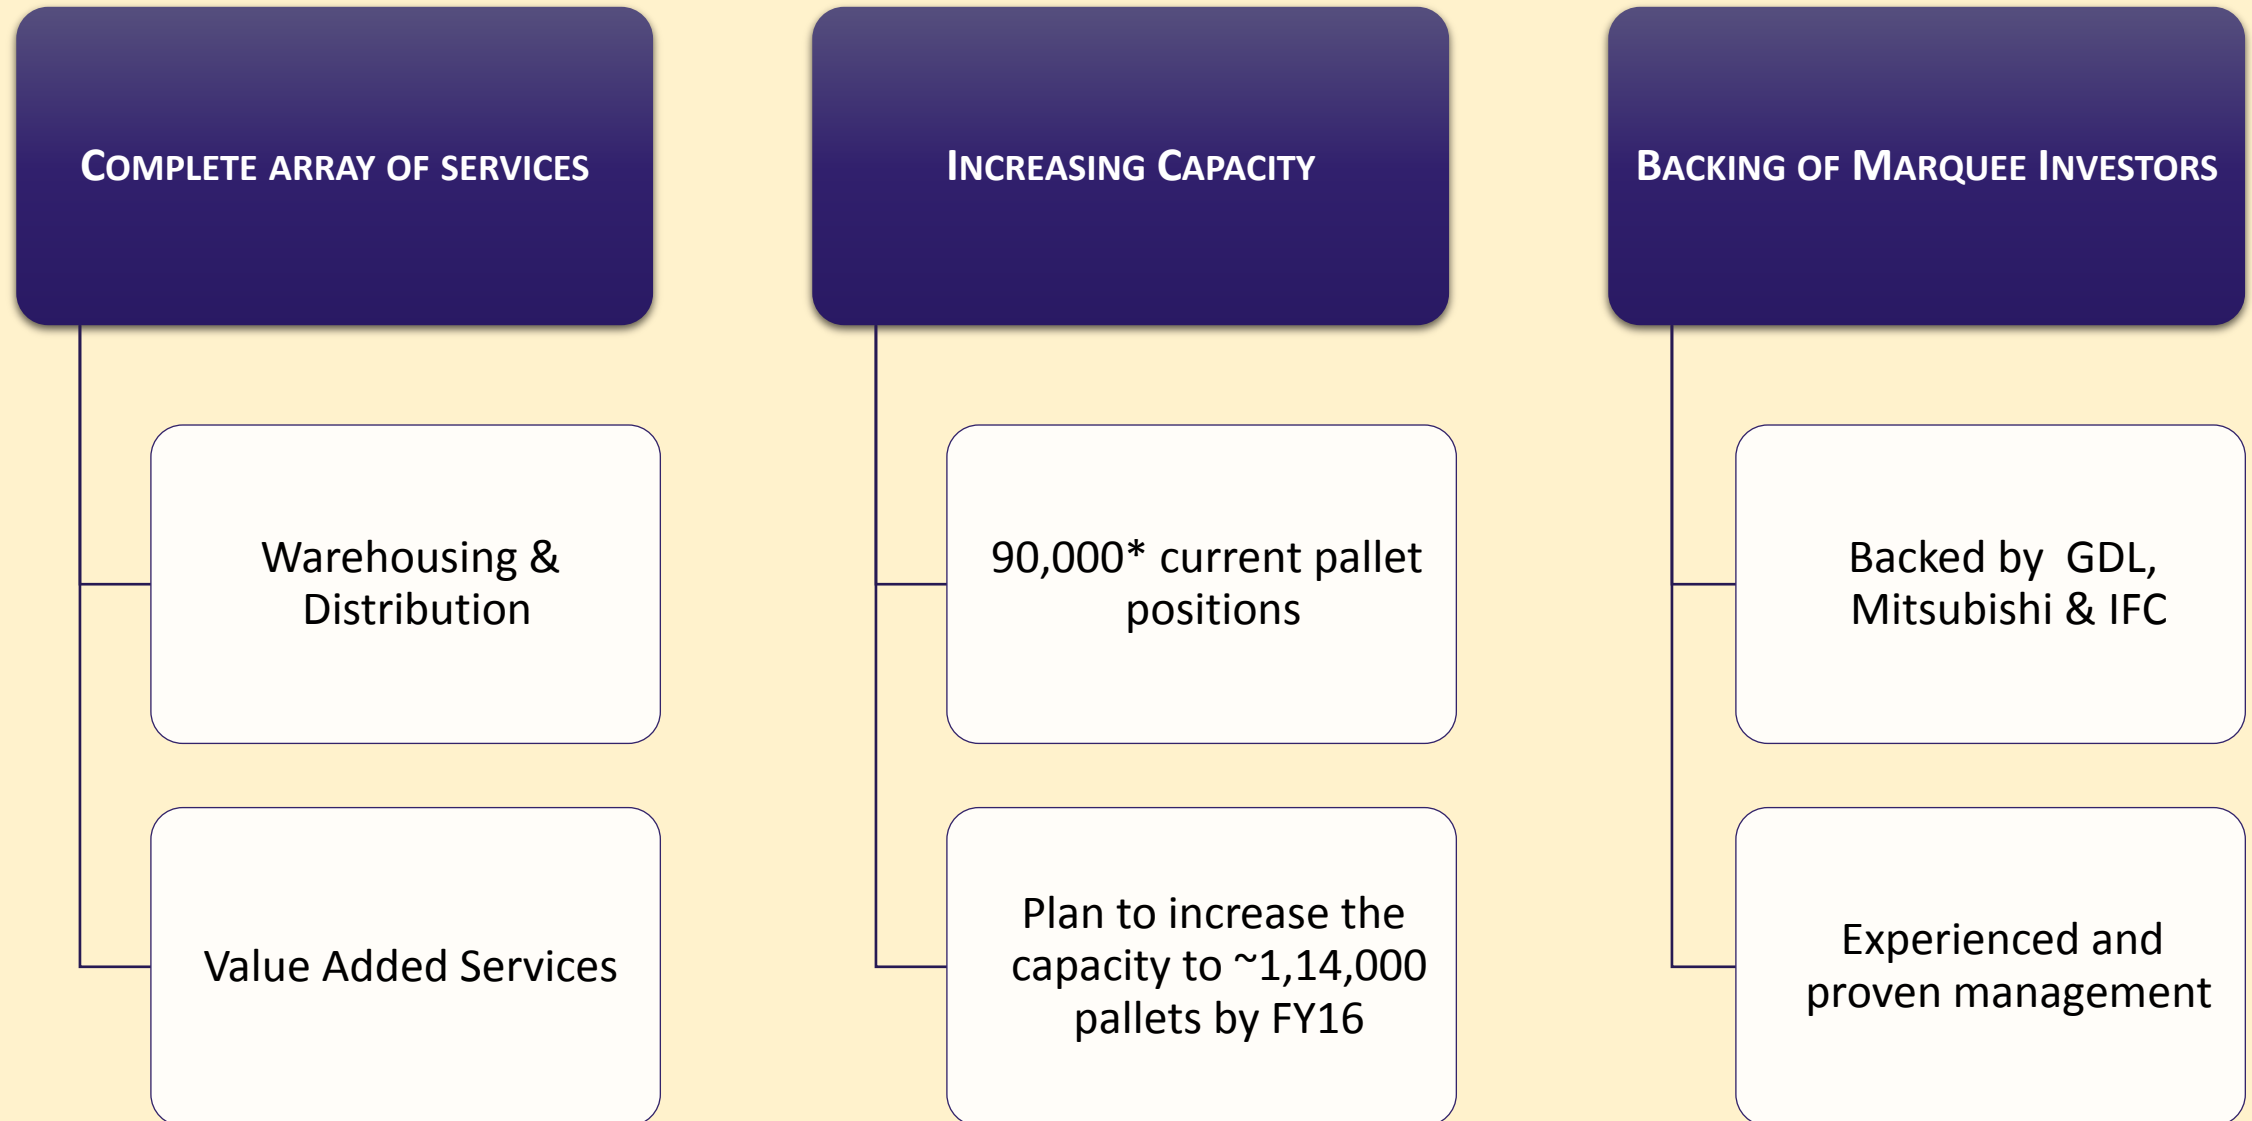 COMPLETE ARRAY OF SERVICES
Warehousing &
Distribution
Value Added Services
INCREASING CAPACITY
90,000* current pallet
positions
Plan to increase the
capacity to ~1,14,000
pallets by FY16
BACKING OF MARQUEE INVESTORS
Backed by GDL,
Mitsubishi & IFC
Experienced and
proven management